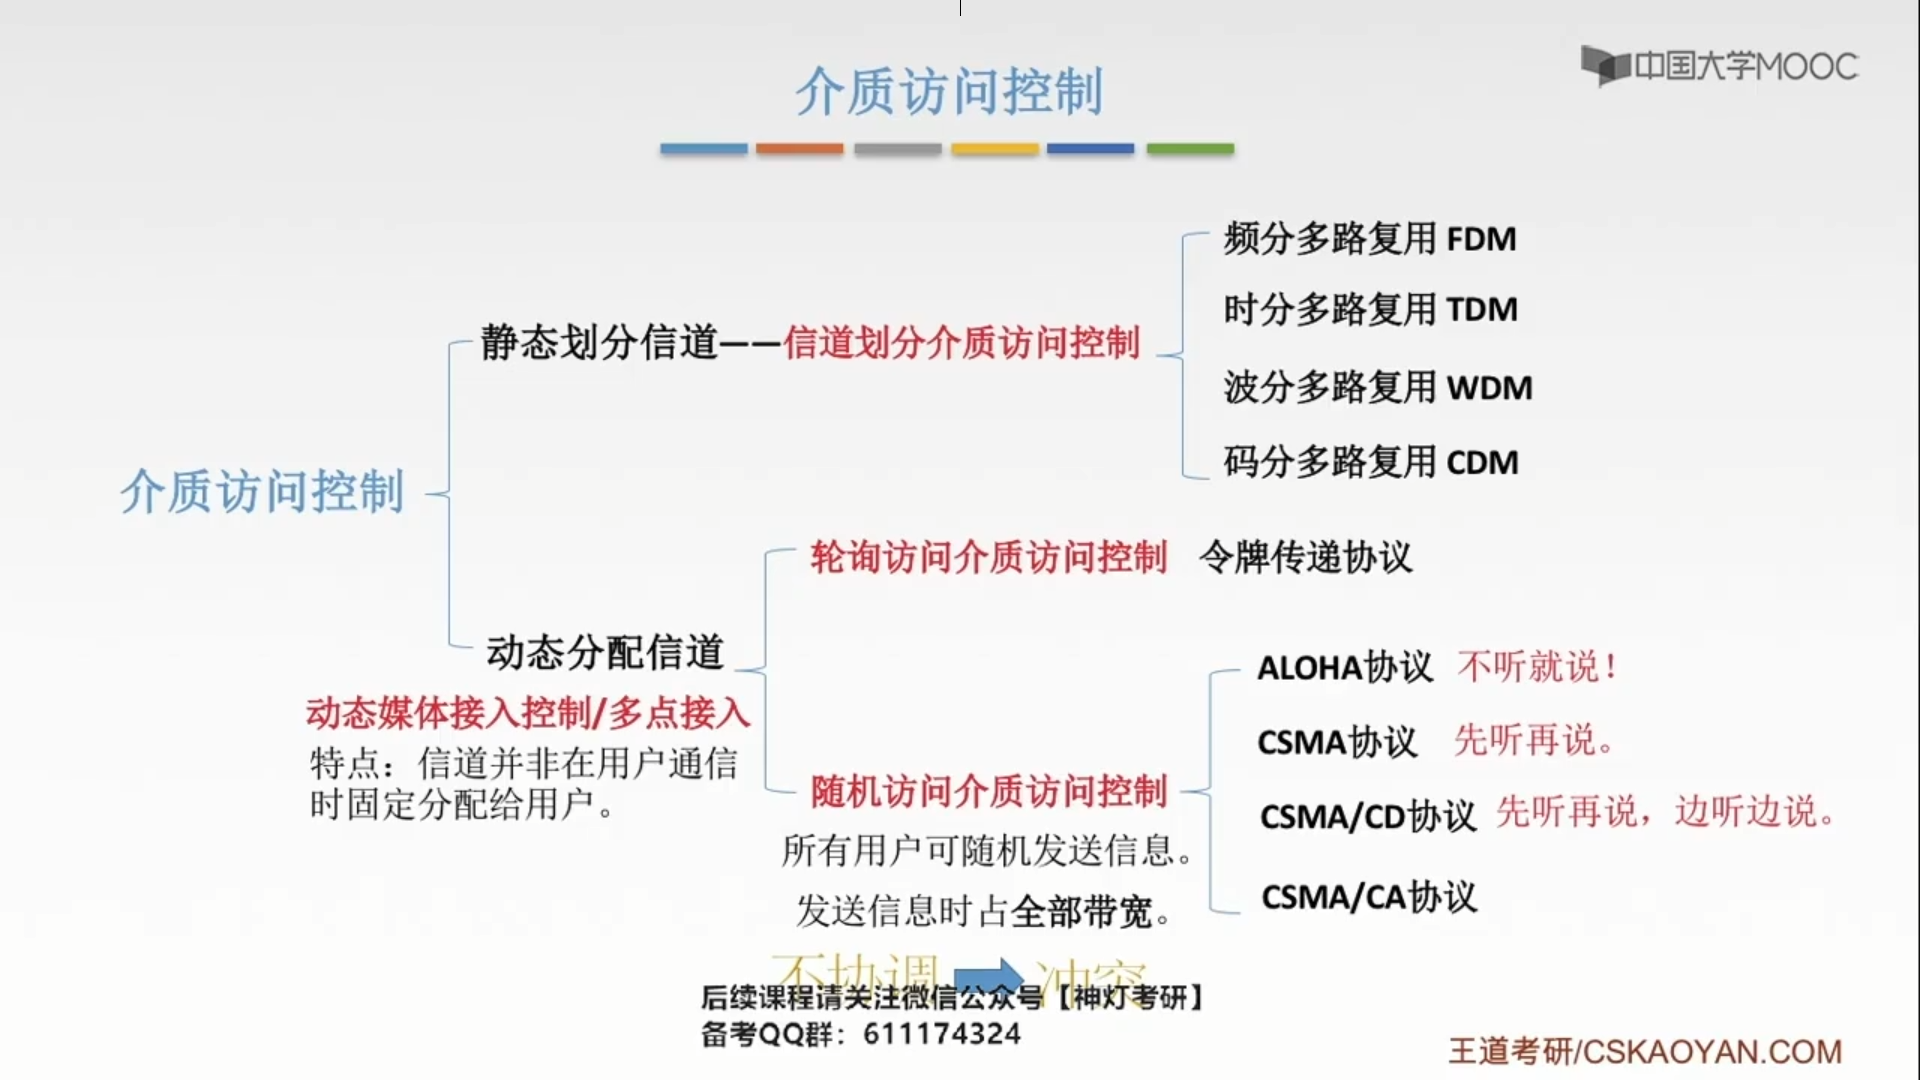 介质访问控制
中国大学MOOC
频分多路复用 FDM
时分多路复用 TDM
静态划分信道——信道划分介质访问控制
波分多路复用 WDM
码分多路复用 CDM
介质访问控制
轮询访问介质访问控制 令牌传递协议
动态分配信道
动态媒体接入控制/多点接入
特点：信道并非在用户通信
时固定分配给用户。
ALOHA协议 不听就说！
CSMA协议 先听再说。
随机访问介质访问控制
CSMA/CD协议 先听再说，边听边说。
所有用户可随机发送信息。
发送信息时占全部带宽。
CSMA/CA协议
不协调 冲突
后续课程请关注微信公众号【神灯考研】
备考QQ群：611174324
王道考研/CSKAOYAN.COM